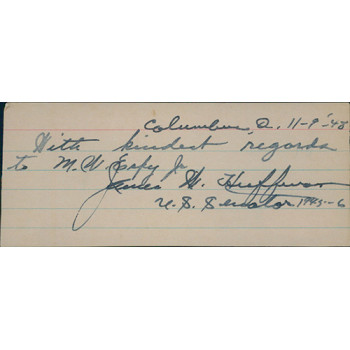 Columbus, O. 11-9-'48
With kindest regards
to M. W. Espy Jr
James W. Huffman
U.S. Senator 1945-6